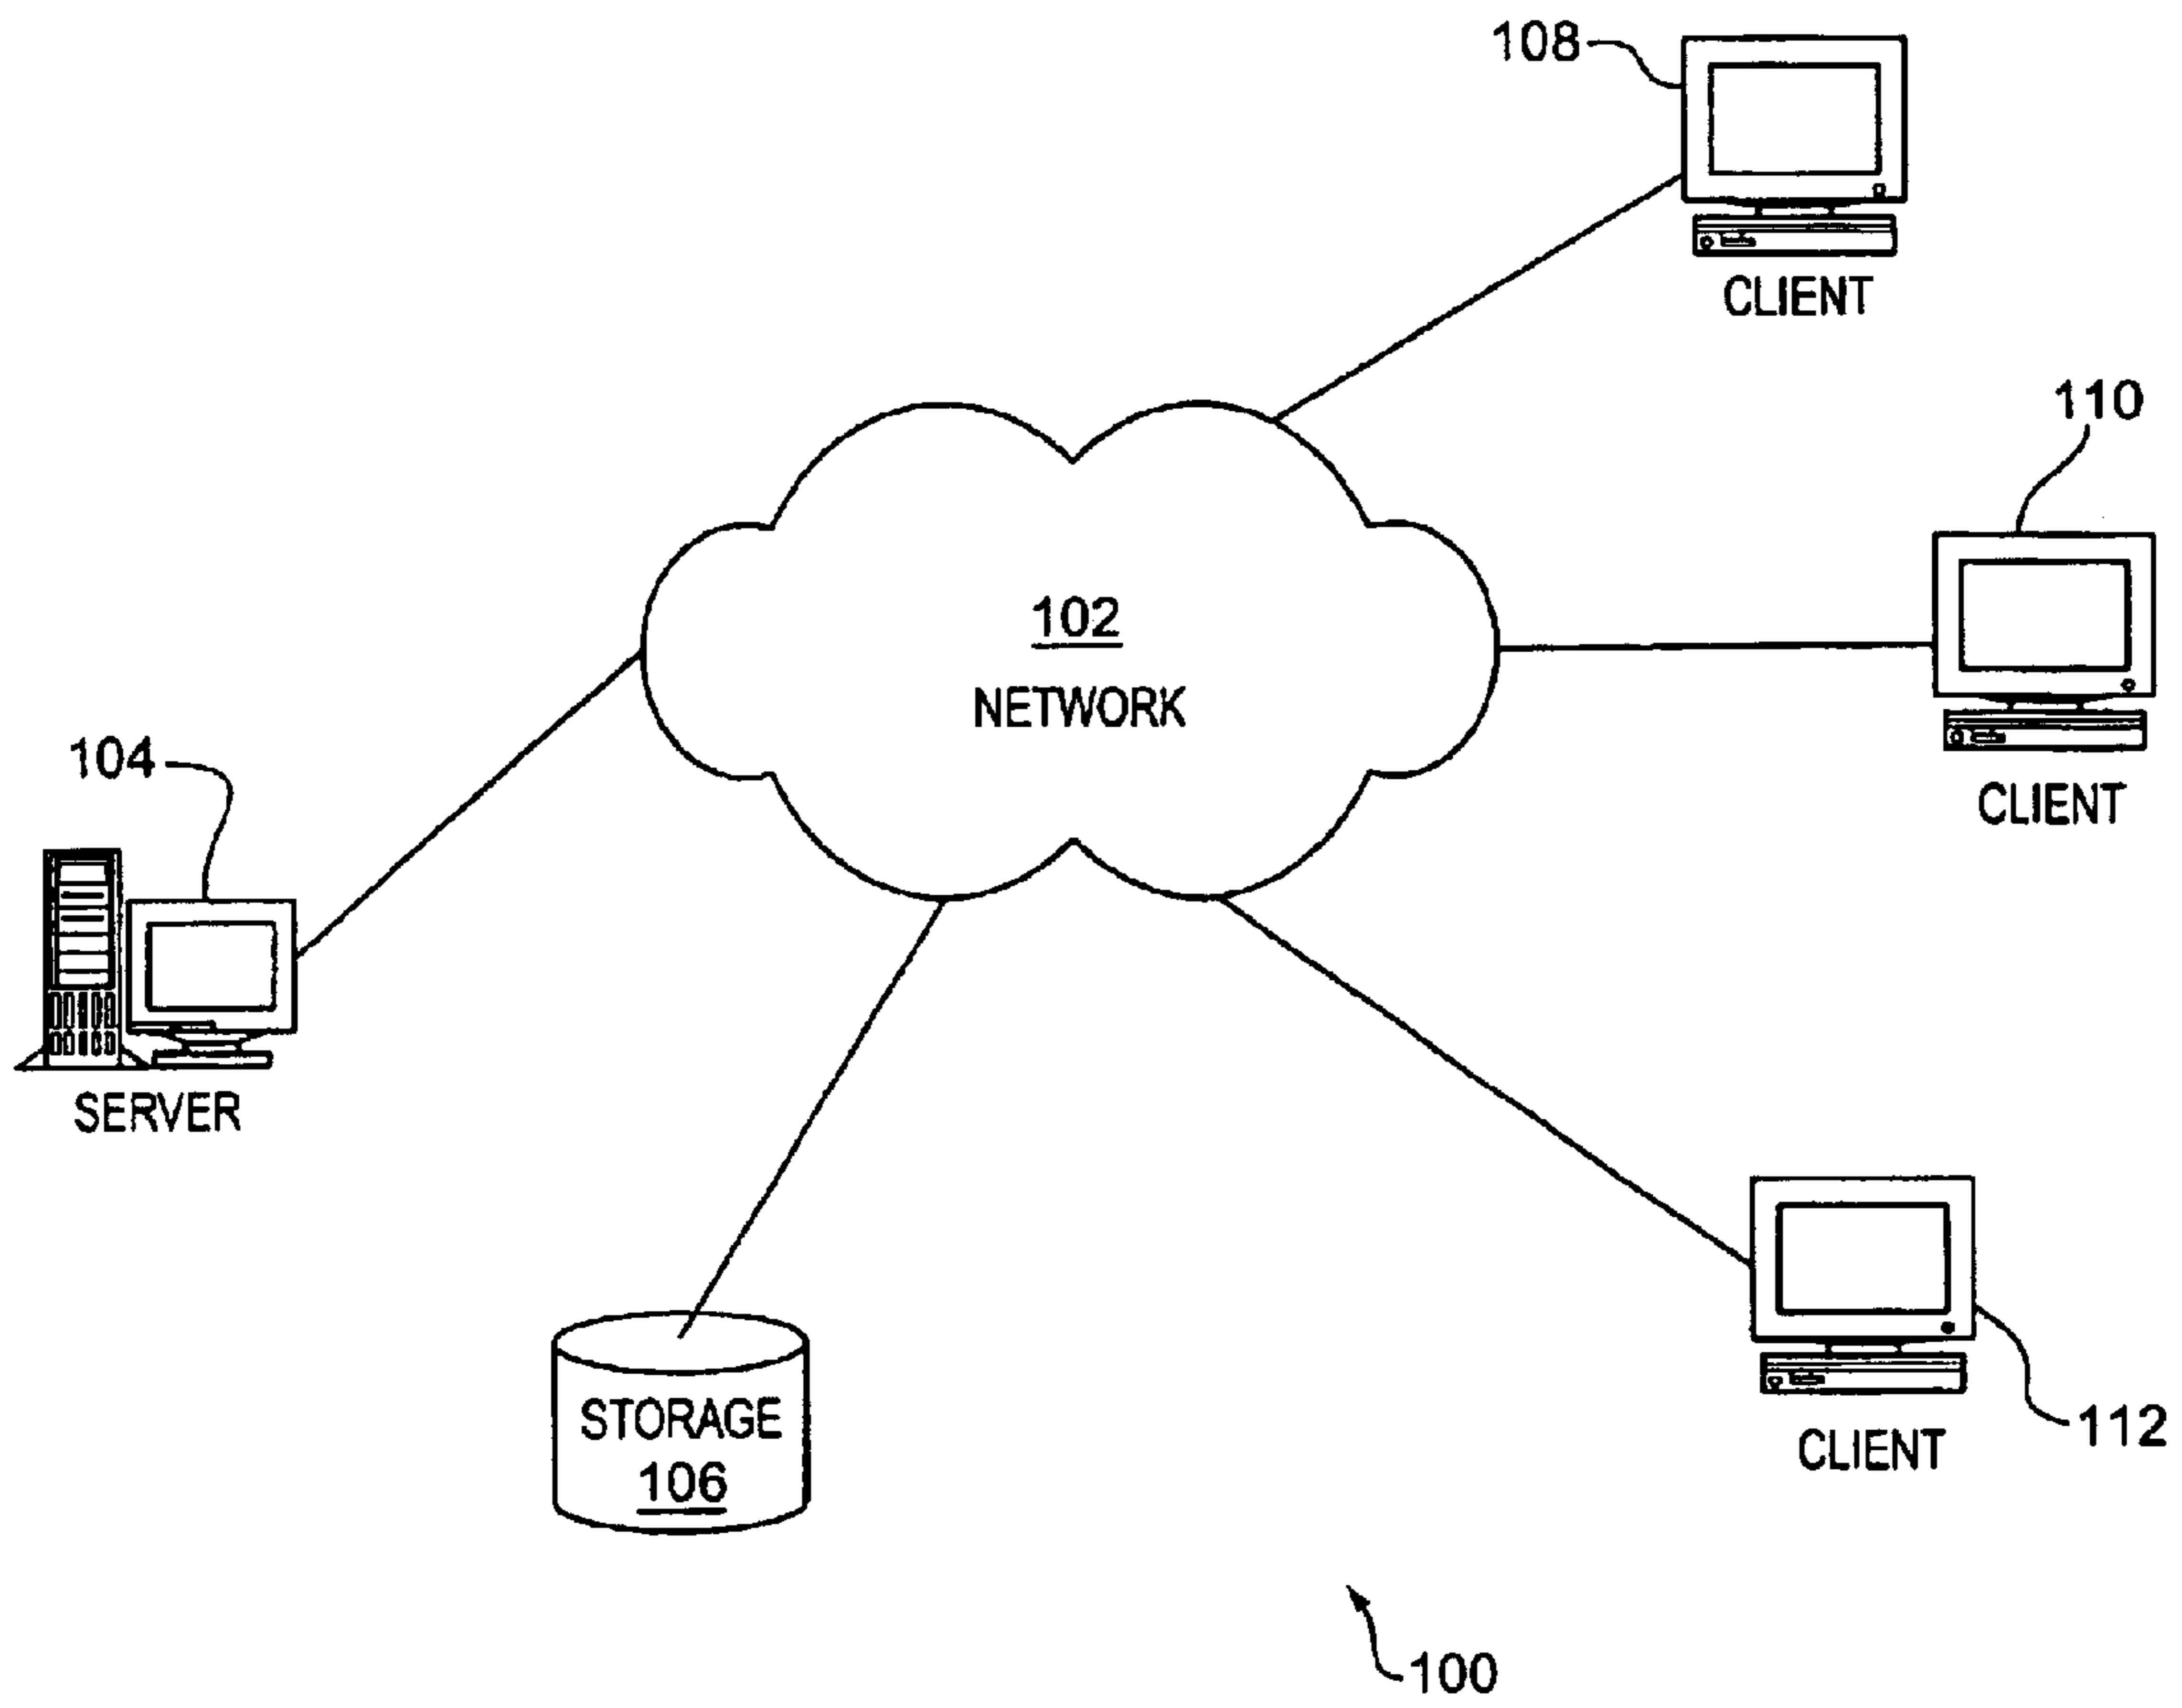 108
CLIENT
110
102
NETWORK
104
CLIENT
SERVER
STORAGE
106
112
CLIENT
100